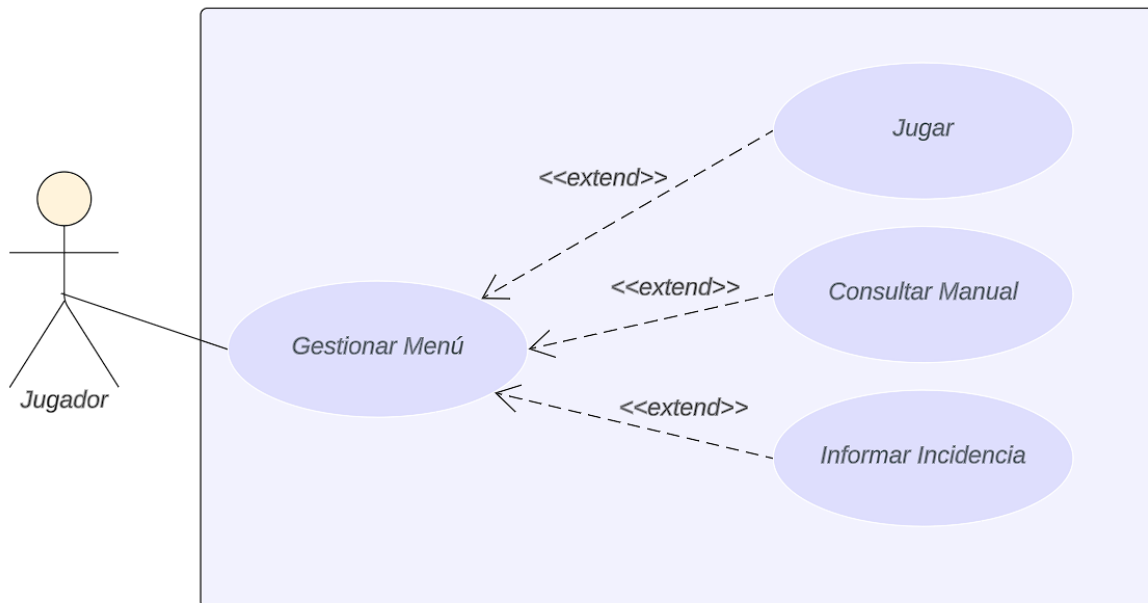 Jugar
<<extend>>
<<extend>>
Consultar Manual
Gestionar Menú
Jugador
<<extend>>
Informar Incidencia